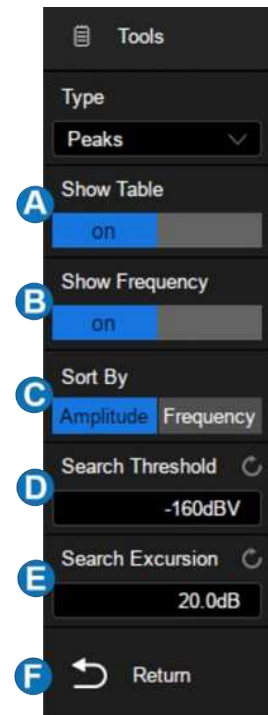 Tools
Type
Peaks
A
Show Table
on
B
Show Frequency
on
C
Sort By
Amplitude Frequency
D
Search Threshold
-160dBV
E
Search Excursion
20.0dB
F
Return